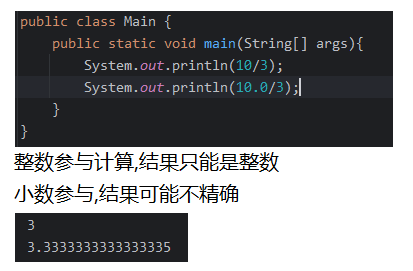 public class Main {
public static void main(String[] args){
System.out.println(10/3);
System.out.println(10.0/3);
}
}
整数参与计算,结果只能是整数
小数参与,结果可能不精确
3
3.3333333333333335